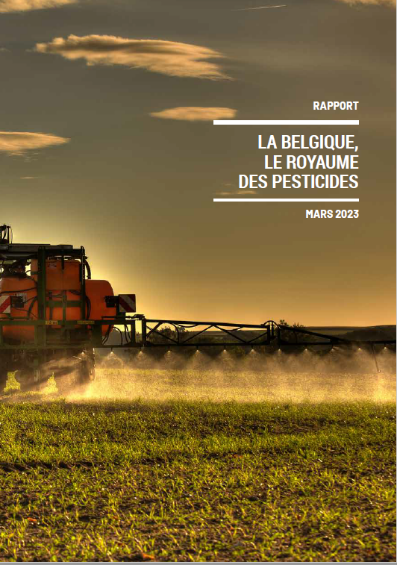 RAPPORT
LA BELGIQUE,
LE ROYAUME
DES PESTICIDES
MARS 2023